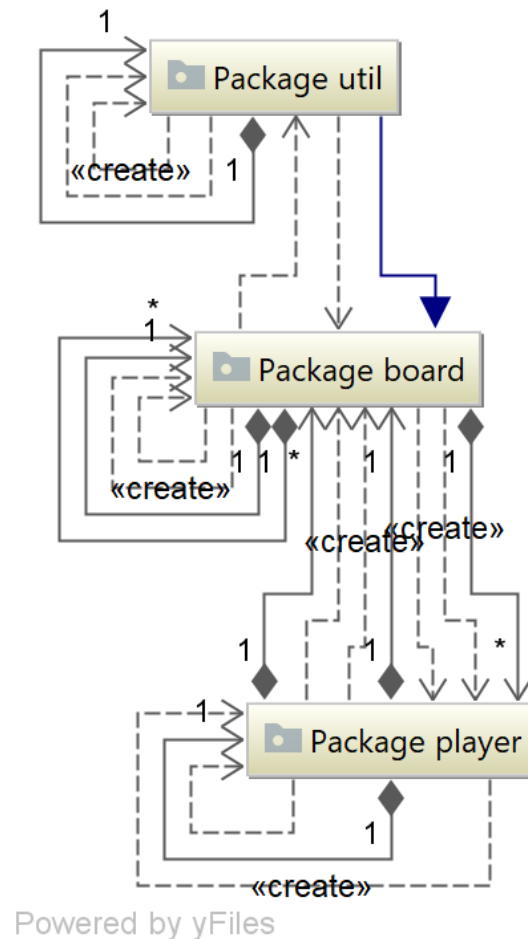 1
Package util
«create»
1
*
1
Package board
1
1
*
1
1
«create»
«create»
«create»
1
1
*
1
Package player
1
«create»
Powered by yFiles